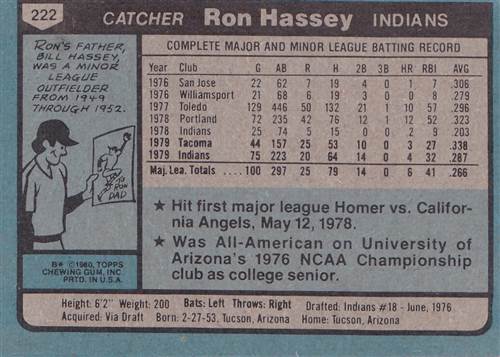 222
CATCHER Ron Hassey INDIANS
RON'S FATHER,
BILL HASSEY,
WAS A MINOR
LEAGUE
OUTFIELDER
FROM 1949
THROUGH 1952.
TO RON
DAD
B* © 1980, TOPPS
CHEWING GUM, INC.
PRTD. IN U.S.A.
COMPLETE MAJOR AND MINOR LEAGUE BATTING RECORD
Year Club G AB R H 2B 3B HR RBI AVG
1976 San Jose 22 62 7 19 4 0 1 7 .306
1976 Williamsport 21 68 6 19 3 0 0 8 .279
1977 Toledo 129 446 50 132 21 1 10 57 .296
1978 Portland 72 235 42 76 12 1 12 53 .323
1978 Indians 25 74 5 15 0 0 2 9 .203
1979 Tacoma 44 157 25 53 10 0 3 27 .338
1979 Indians 75 223 20 64 14 0 4 32 .287
Maj. Lea. Totals 100 297 25 79 14 0 6 41 .266
★ Hit first major league Homer vs. Califor-
nia Angels, May 12, 1978.
★ Was All-American on University of
Arizona's 1976 NCAA Championship
club as college senior.
Height: 6'2" Weight: 200 Bats: Left Throws: Right Drafted: Indians #18 - June, 1976
Acquired: Via Draft Born: 2-27-53, Tucson, Arizona Home: Tucson, Arizona